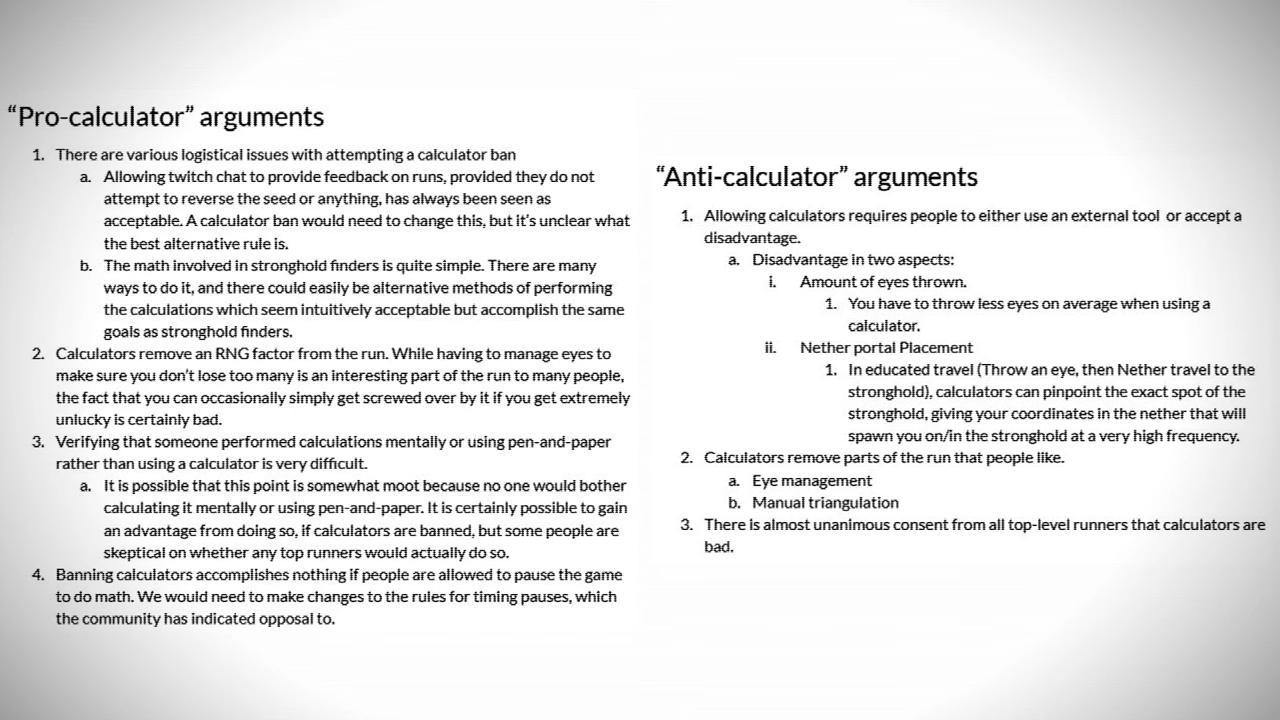 “Pro-calculator” arguments
1. There are various logistical issues with attempting a calculator ban
a. Allowing twitch chat to provide feedback on runs, provided they do not
attempt to reverse the seed or anything, has always been seen as
acceptable. A calculator ban would need to change this, but it’s unclear what
the best alternative rule is.
b. The math involved in stronghold finders is quite simple. There are many
ways to do it, and there could easily be alternative methods of performing
the calculations which seem intuitively acceptable but accomplish the same
goals as stronghold finders.
2. Calculators remove an RNG factor from the run. While having to manage eyes to
make sure you don’t lose too many is an interesting part of the run to many people,
the fact that you can occasionally simply get screwed over by it if you get extremely
unlucky is certainly bad.
3. Verifying that someone performed calculations mentally or using pen-and-paper
rather than using a calculator is very difficult.
a. It is possible that this point is somewhat moot because no one would bother
calculating it mentally or using pen-and-paper. It is certainly possible to gain
an advantage from doing so, if calculators are banned, but some people are
skeptical on whether any top runners would actually do so.
4. Banning calculators accomplishes nothing if people are allowed to pause the game
to do math. We would need to make changes to the rules for timing pauses, which
the community has indicated opposal to.
“Anti-calculator” arguments
1. Allowing calculators requires people to either use an external tool or accept a
disadvantage.
a. Disadvantage in two aspects:
i. Amount of eyes thrown.
1. You have to throw less eyes on average when using a
calculator.
ii. Nether portal Placement
1. In educated travel (Throw an eye, then Nether travel to the
stronghold), calculators can pinpoint the exact spot of the
stronghold, giving your coordinates in the nether that will
spawn you on/in the stronghold at a very high frequency.
2. Calculators remove parts of the run that people like.
a. Eye management
b. Manual triangulation
3. There is almost unanimous consent from all top-level runners that calculators are
bad.